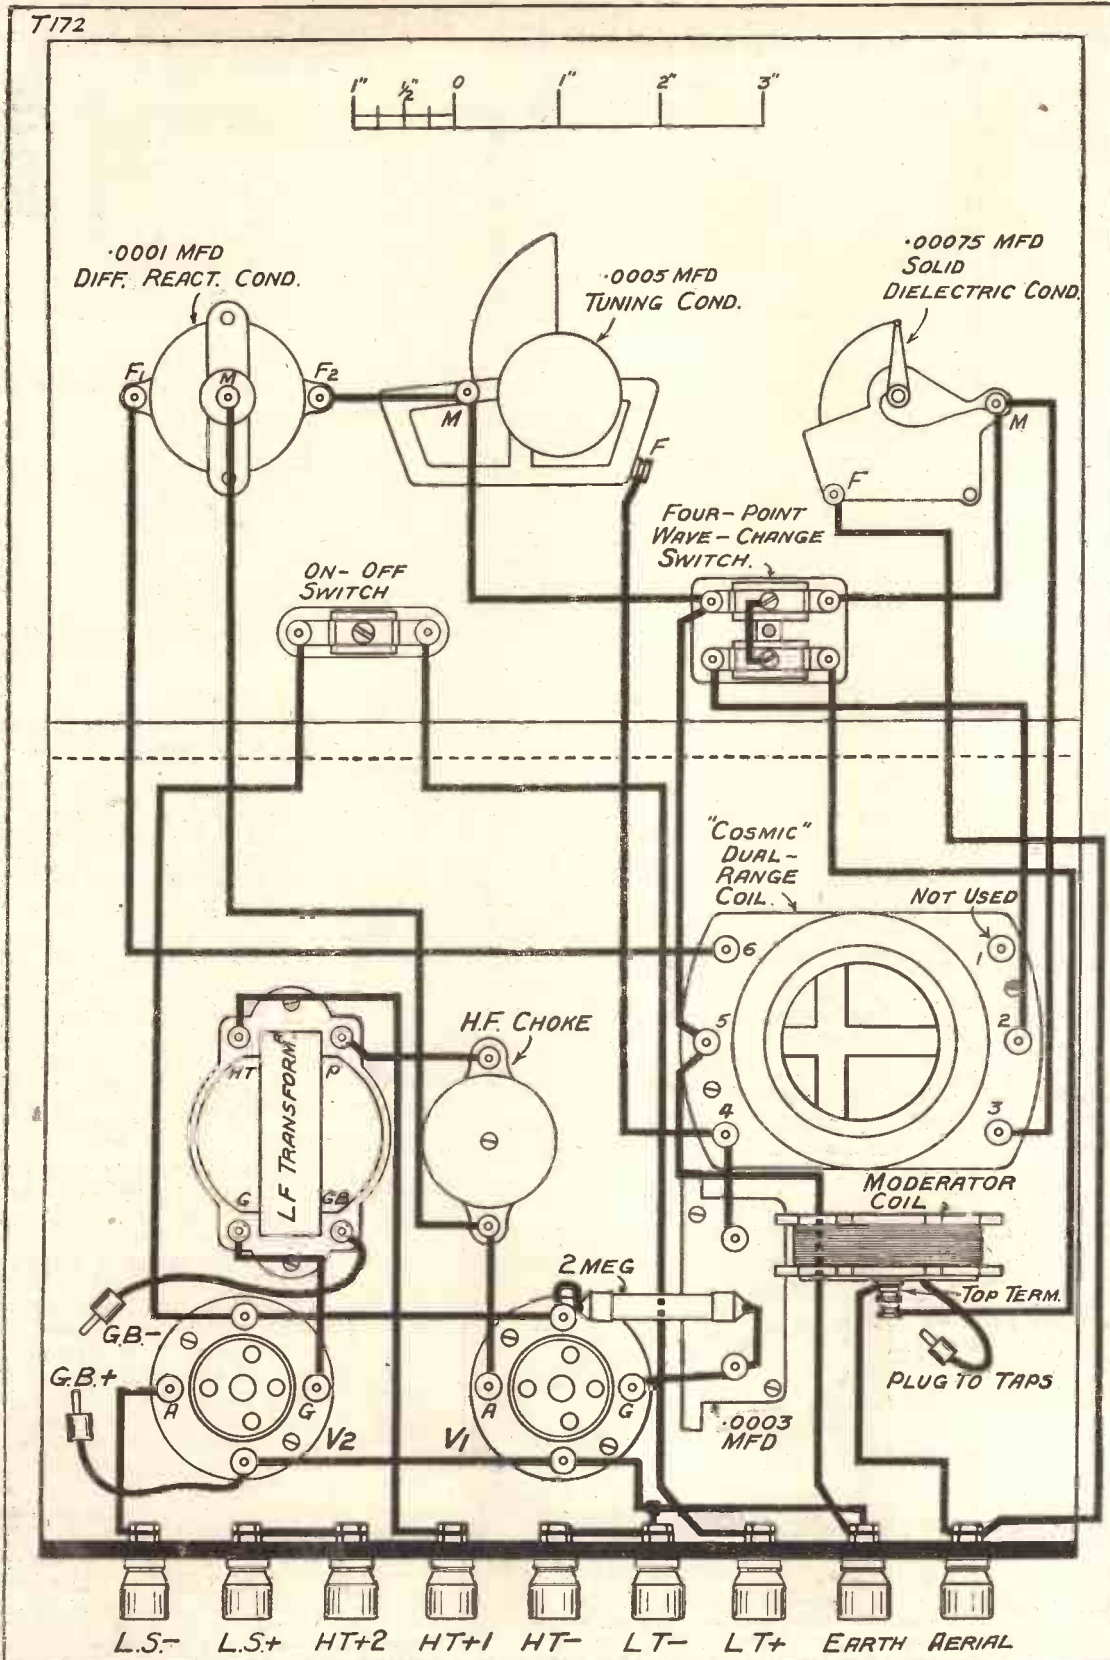 T172
1" ½" 0 1" 2" 3"
.0001 MFD
DIFF. REACT. COND.
.0005 MFD
TUNING COND.
.00075 MFD
SOLID
DIELECTRIC COND.
F1 M F2
M
F
M
F
FOUR-POINT
WAVE-CHANGE
SWITCH.
ON-OFF
SWITCH
"COSMIC"
DUAL-
RANGE
COIL.
NOT USED
6
1
5
2
4
3
H.F. CHOKE
HT
P
LF TRANSFORMR
G
GB
MODERATOR
COIL
2 MEG
TOP TERM.
G.B.-
G.B.+
PLUG TO TAPS
A
G
V2
V1
A
G
.0003
MFD
L.S.- L.S.+ HT+2 HT+1 HT- LT- LT+ EARTH AERIAL